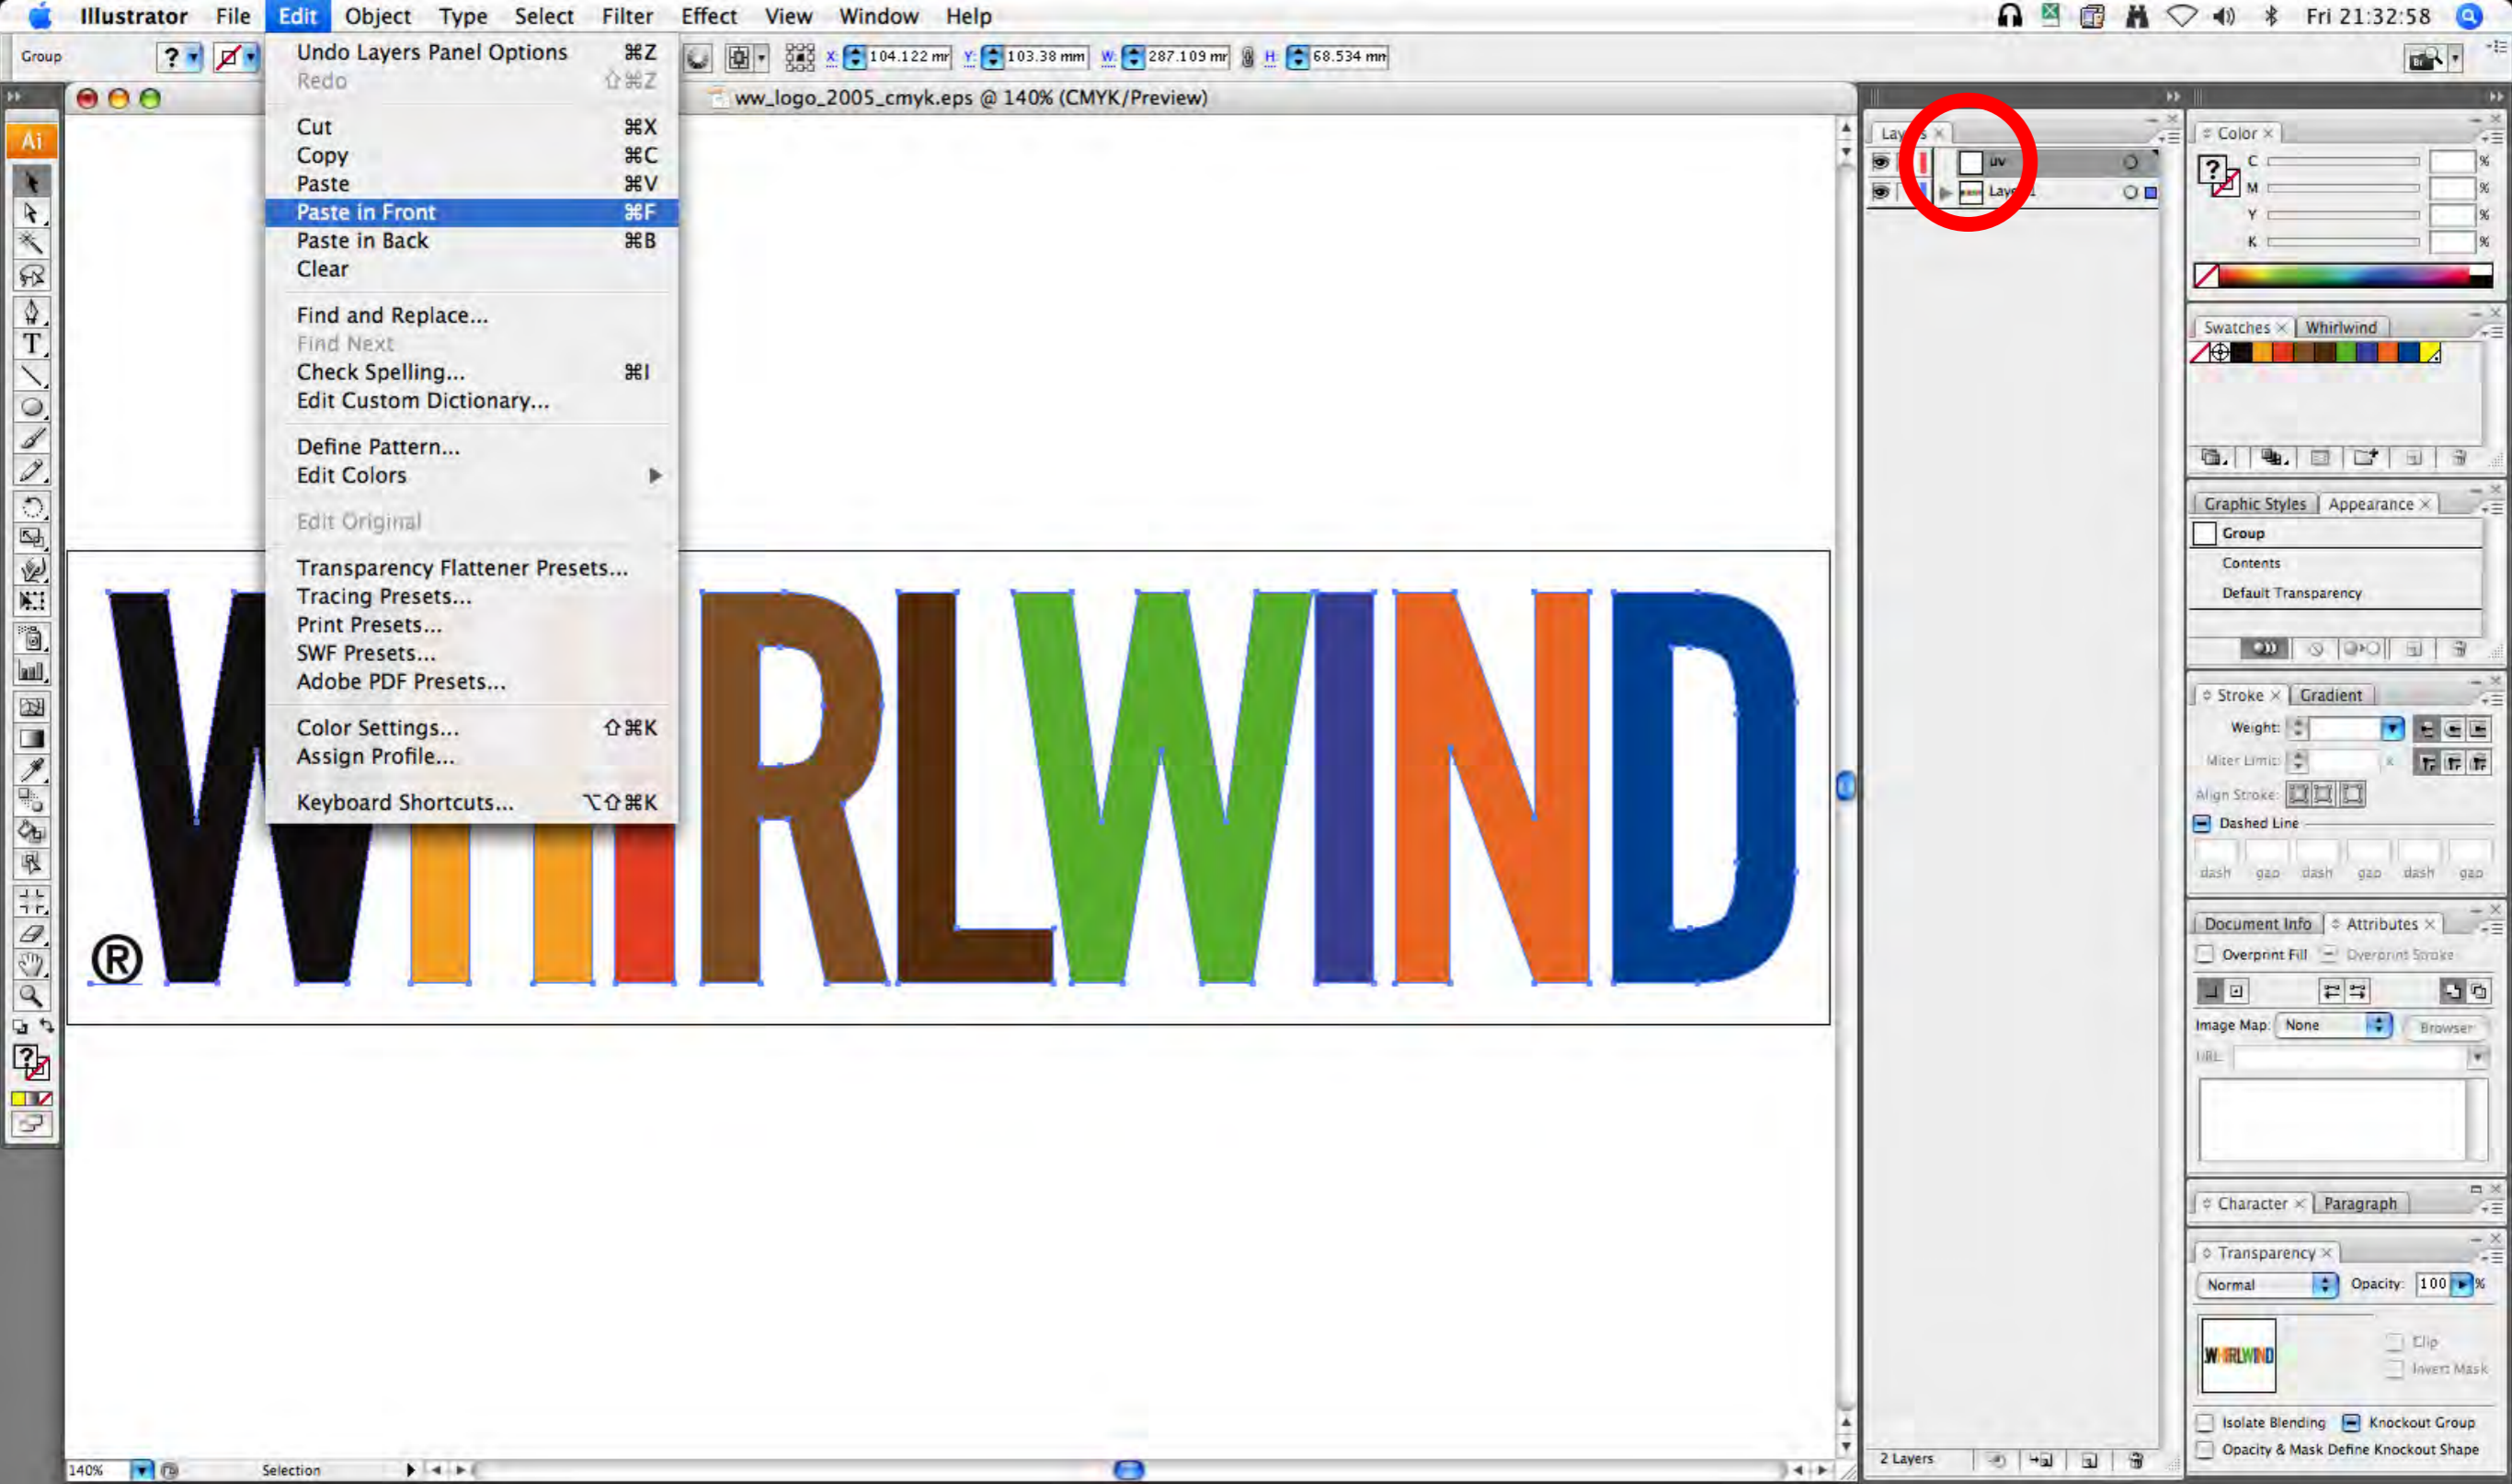 Illustrator File Edit Object Type Select Filter Effect View Window Help
Fri 21:32:58
Group
?
X: 104.122 mr Y: 103.38 mm W: 287.109 mr H: 68.534 mm
Br
ww_logo_2005_cmyk.eps @ 140% (CMYK/Preview)
Ai
T
Undo Layers Panel Options ⌘Z
Redo ⇧⌘Z
Cut ⌘X
Copy ⌘C
Paste ⌘V
Paste in Front ⌘F
Paste in Back ⌘B
Clear
Find and Replace...
Find Next
Check Spelling... ⌘I
Edit Custom Dictionary...
Define Pattern...
Edit Colors
Edit Original
Transparency Flattener Presets...
Tracing Presets...
Print Presets...
SWF Presets...
Adobe PDF Presets...
Color Settings... ⇧⌘K
Assign Profile...
Keyboard Shortcuts... ⌥⇧⌘K
WHIRLWIND
®
?
140% Selection
uv
2 Layers
Color
?
C %
M %
Y %
K %
Swatches Whirlwind
Graphic Styles Appearance
Group
Contents
Default Transparency
Stroke Gradient
Weight:
Miter Limit: x
Align Stroke:
Dashed Line
dash gap dash gap dash gap
Document Info Attributes
Overprint Fill Overprint Stroke
Image Map: None Browser
URL:
Character Paragraph
Transparency
Normal Opacity: 100 %
WHIRLWIND
Clip
Invert Mask
Isolate Blending Knockout Group
Opacity & Mask Define Knockout Shape